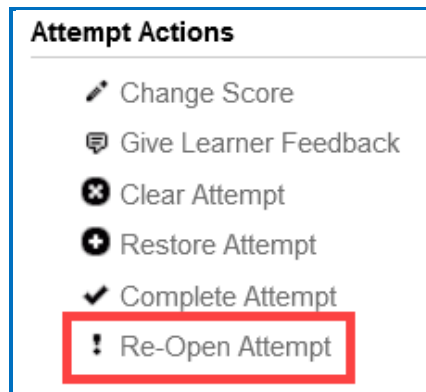 Attempt Actions
Change Score
Give Learner Feedback
Clear Attempt
Restore Attempt
Complete Attempt
Re-Open Attempt